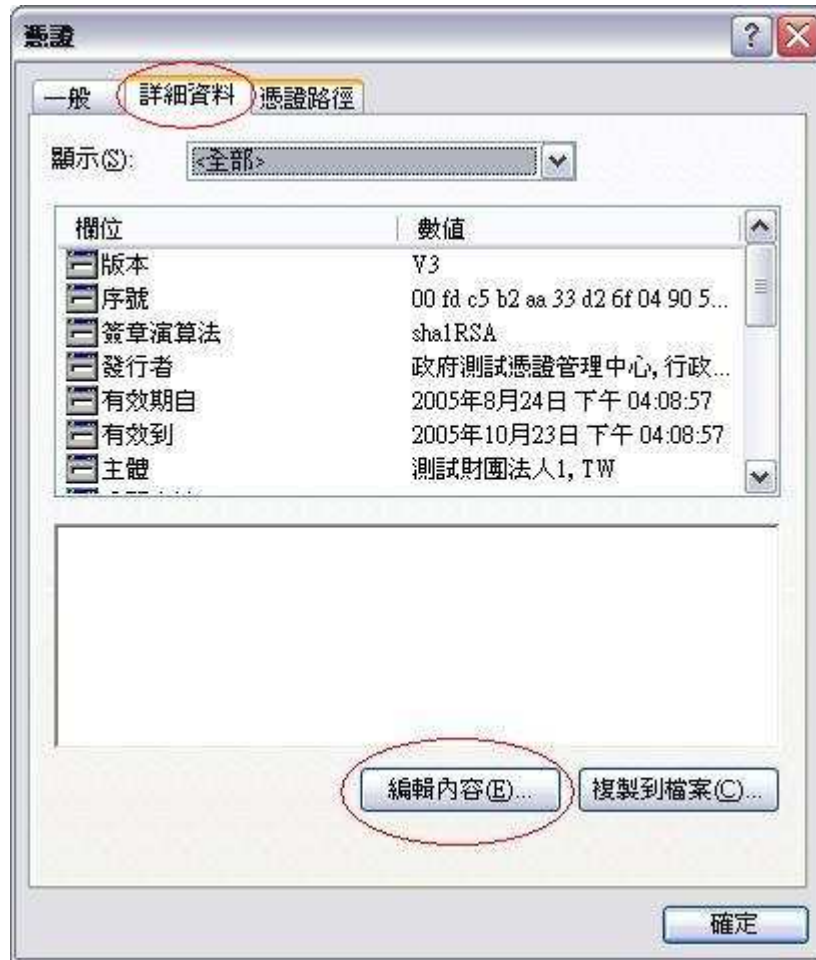 憑證
一般 詳細資料 憑證路徑
顯示(S): <全部>
欄位 數值
版本 V3
序號 00 fd c5 b2 aa 33 d2 6f 04 90 5...
簽章演算法 sha1RSA
發行者 政府測試憑證管理中心, 行政...
有效期自 2005年8月24日 下午 04:08:57
有效到 2005年10月23日 下午 04:08:57
主體 測試財團法人1, TW
編輯內容(E)... 複製到檔案(C)...
確定